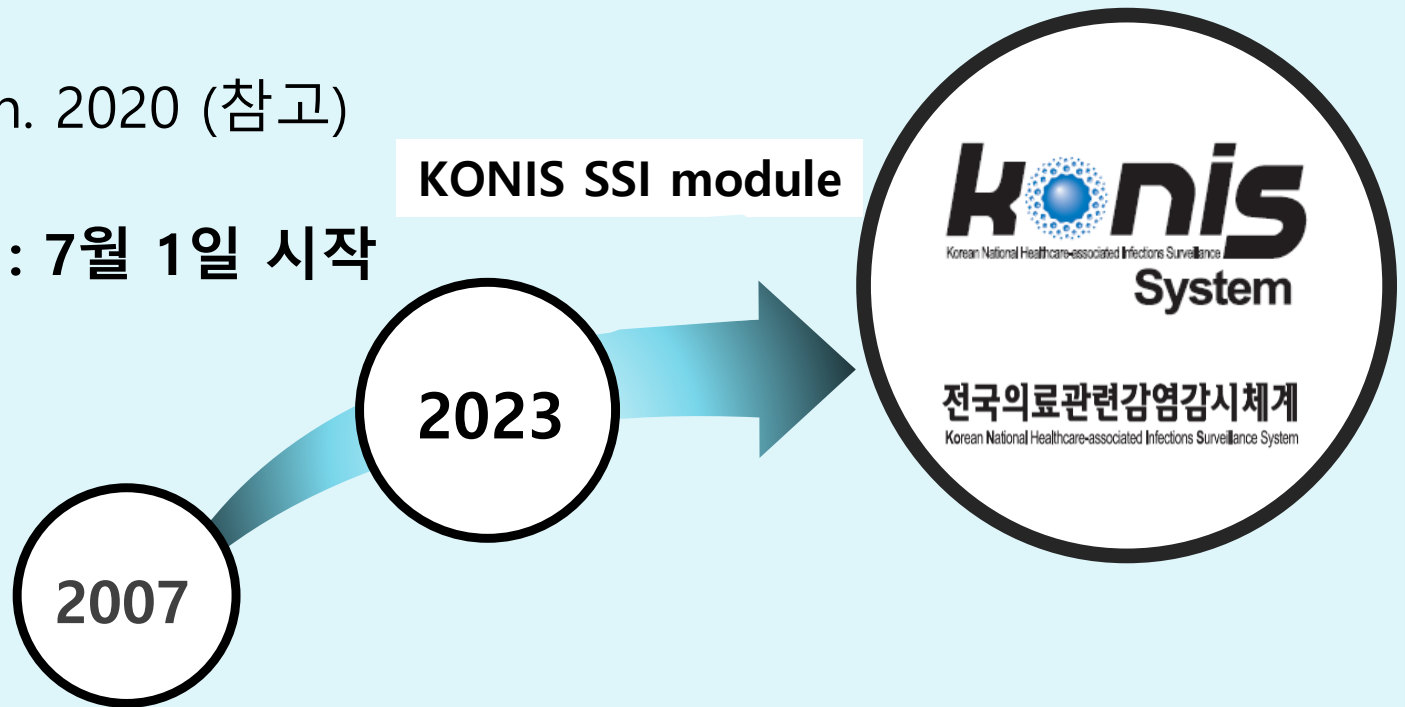 n. 2020 (참고)
KONIS SSI module
: 7월 1일 시작
2023
2007
konis
Korean National Healthcare-associated Infections Surveillance
System
전국의료관련감염감시체계
Korean National Healthcare-associated Infections Surveillance System